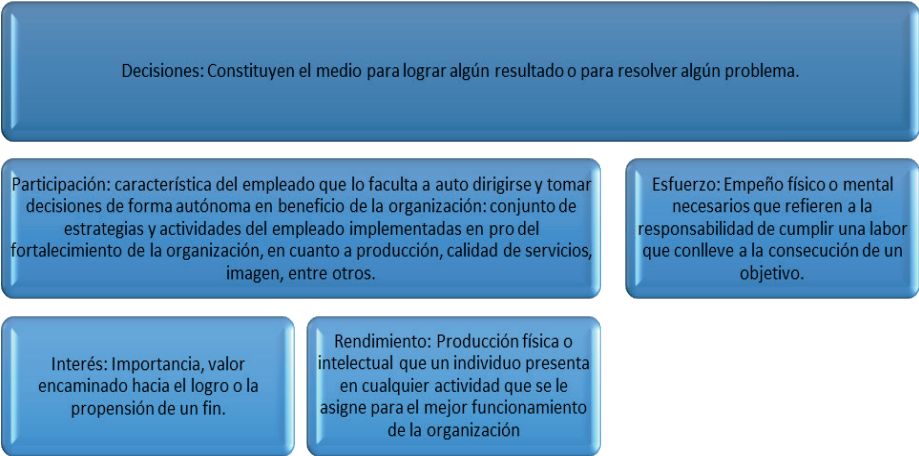 Decisiones: Constituyen el medio para lograr algún resultado o para resolver algún problema.
Participación: característica del empleado que lo faculta a auto dirigirse y tomar
decisiones de forma autónoma en beneficio de la organización: conjunto de
estrategias y actividades del empleado implementadas en pro del
fortalecimiento de la organización, en cuanto a producción, calidad de servicios,
imagen, entre otros.
Esfuerzo: Empeño físico o mental
necesarios que refieren a la
responsabilidad de cumplir una labor
que conlleve a la consecución de un
objetivo.
Interés: Importancia, valor
encaminado hacia el logro o la
propensión de un fin.
Rendimiento: Producción física o
intelectual que un individuo presenta
en cualquier actividad que se le
asigne para el mejor funcionamiento
de la organización